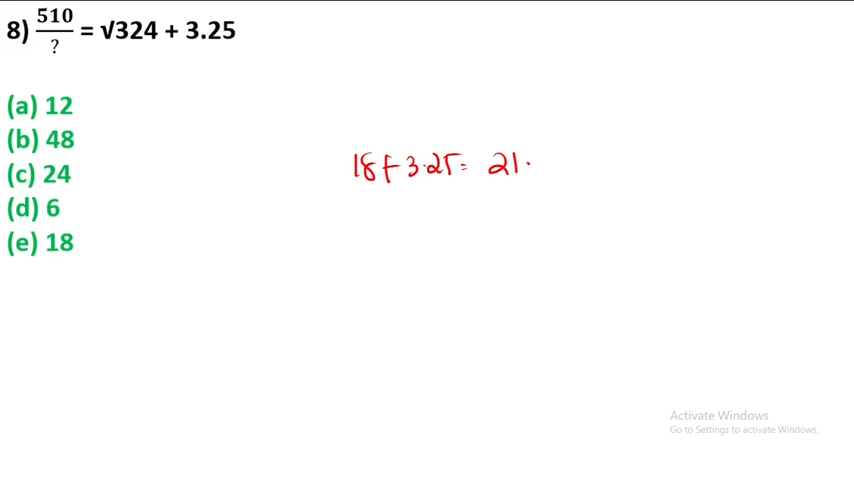 8) 510/? = √324 + 3.25
(a) 12
(b) 48
(c) 24
(d) 6
(e) 18
18+3.25= 21.
Activate Windows
Go to Settings to activate Windows.